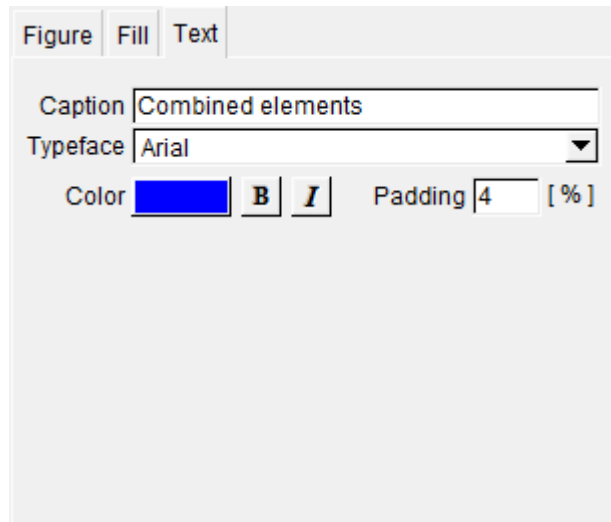 Figure Fill Text
Caption Combined elements
Typeface Arial
Color B I Padding 4 [ % ]